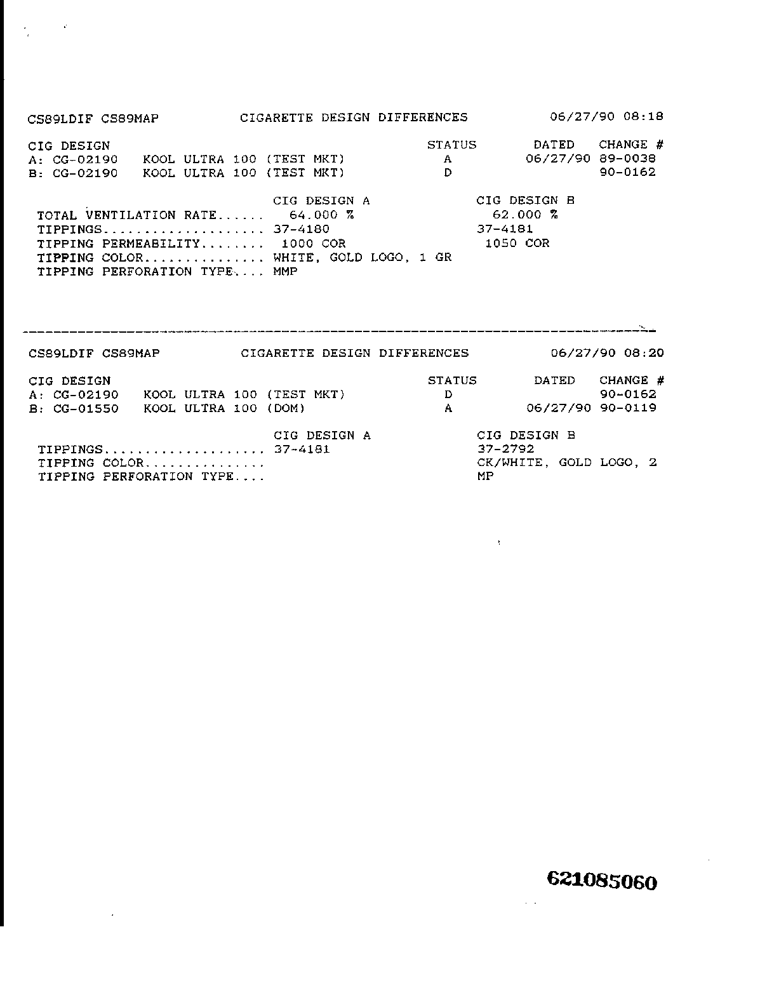 CS89LDIF CS89MAP CIGARETTE DESIGN DIFFERENCES 06/27/90 08:18
CIG DESIGN STATUS DATED CHANGE #
A: CG-02190 KOOL ULTRA 100 (TEST MKT) A 06/27/90 89-0038
B: CG-02190 KOOL ULTRA 100 (TEST MKT) D 90-0162
CIG DESIGN A CIG DESIGN B
TOTAL VENTILATION RATE...... 64.000 % 62.000 %
TIPPINGS.................... 37-4180 37-4181
TIPPING PERMEABILITY........ 1000 COR 1050 COR
TIPPING COLOR............... WHITE, GOLD LOGO, 1 GR
TIPPING PERFORATION TYPE.... MMP
CS89LDIF CS89MAP CIGARETTE DESIGN DIFFERENCES 06/27/90 08:20
CIG DESIGN STATUS DATED CHANGE #
A: CG-02190 KOOL ULTRA 100 (TEST MKT) D 90-0162
B: CG-01550 KOOL ULTRA 100 (DOM) A 06/27/90 90-0119
CIG DESIGN A CIG DESIGN B
TIPPINGS.................... 37-4181 37-2792
TIPPING COLOR............... CK/WHITE, GOLD LOGO, 2
TIPPING PERFORATION TYPE.... MP
621085060